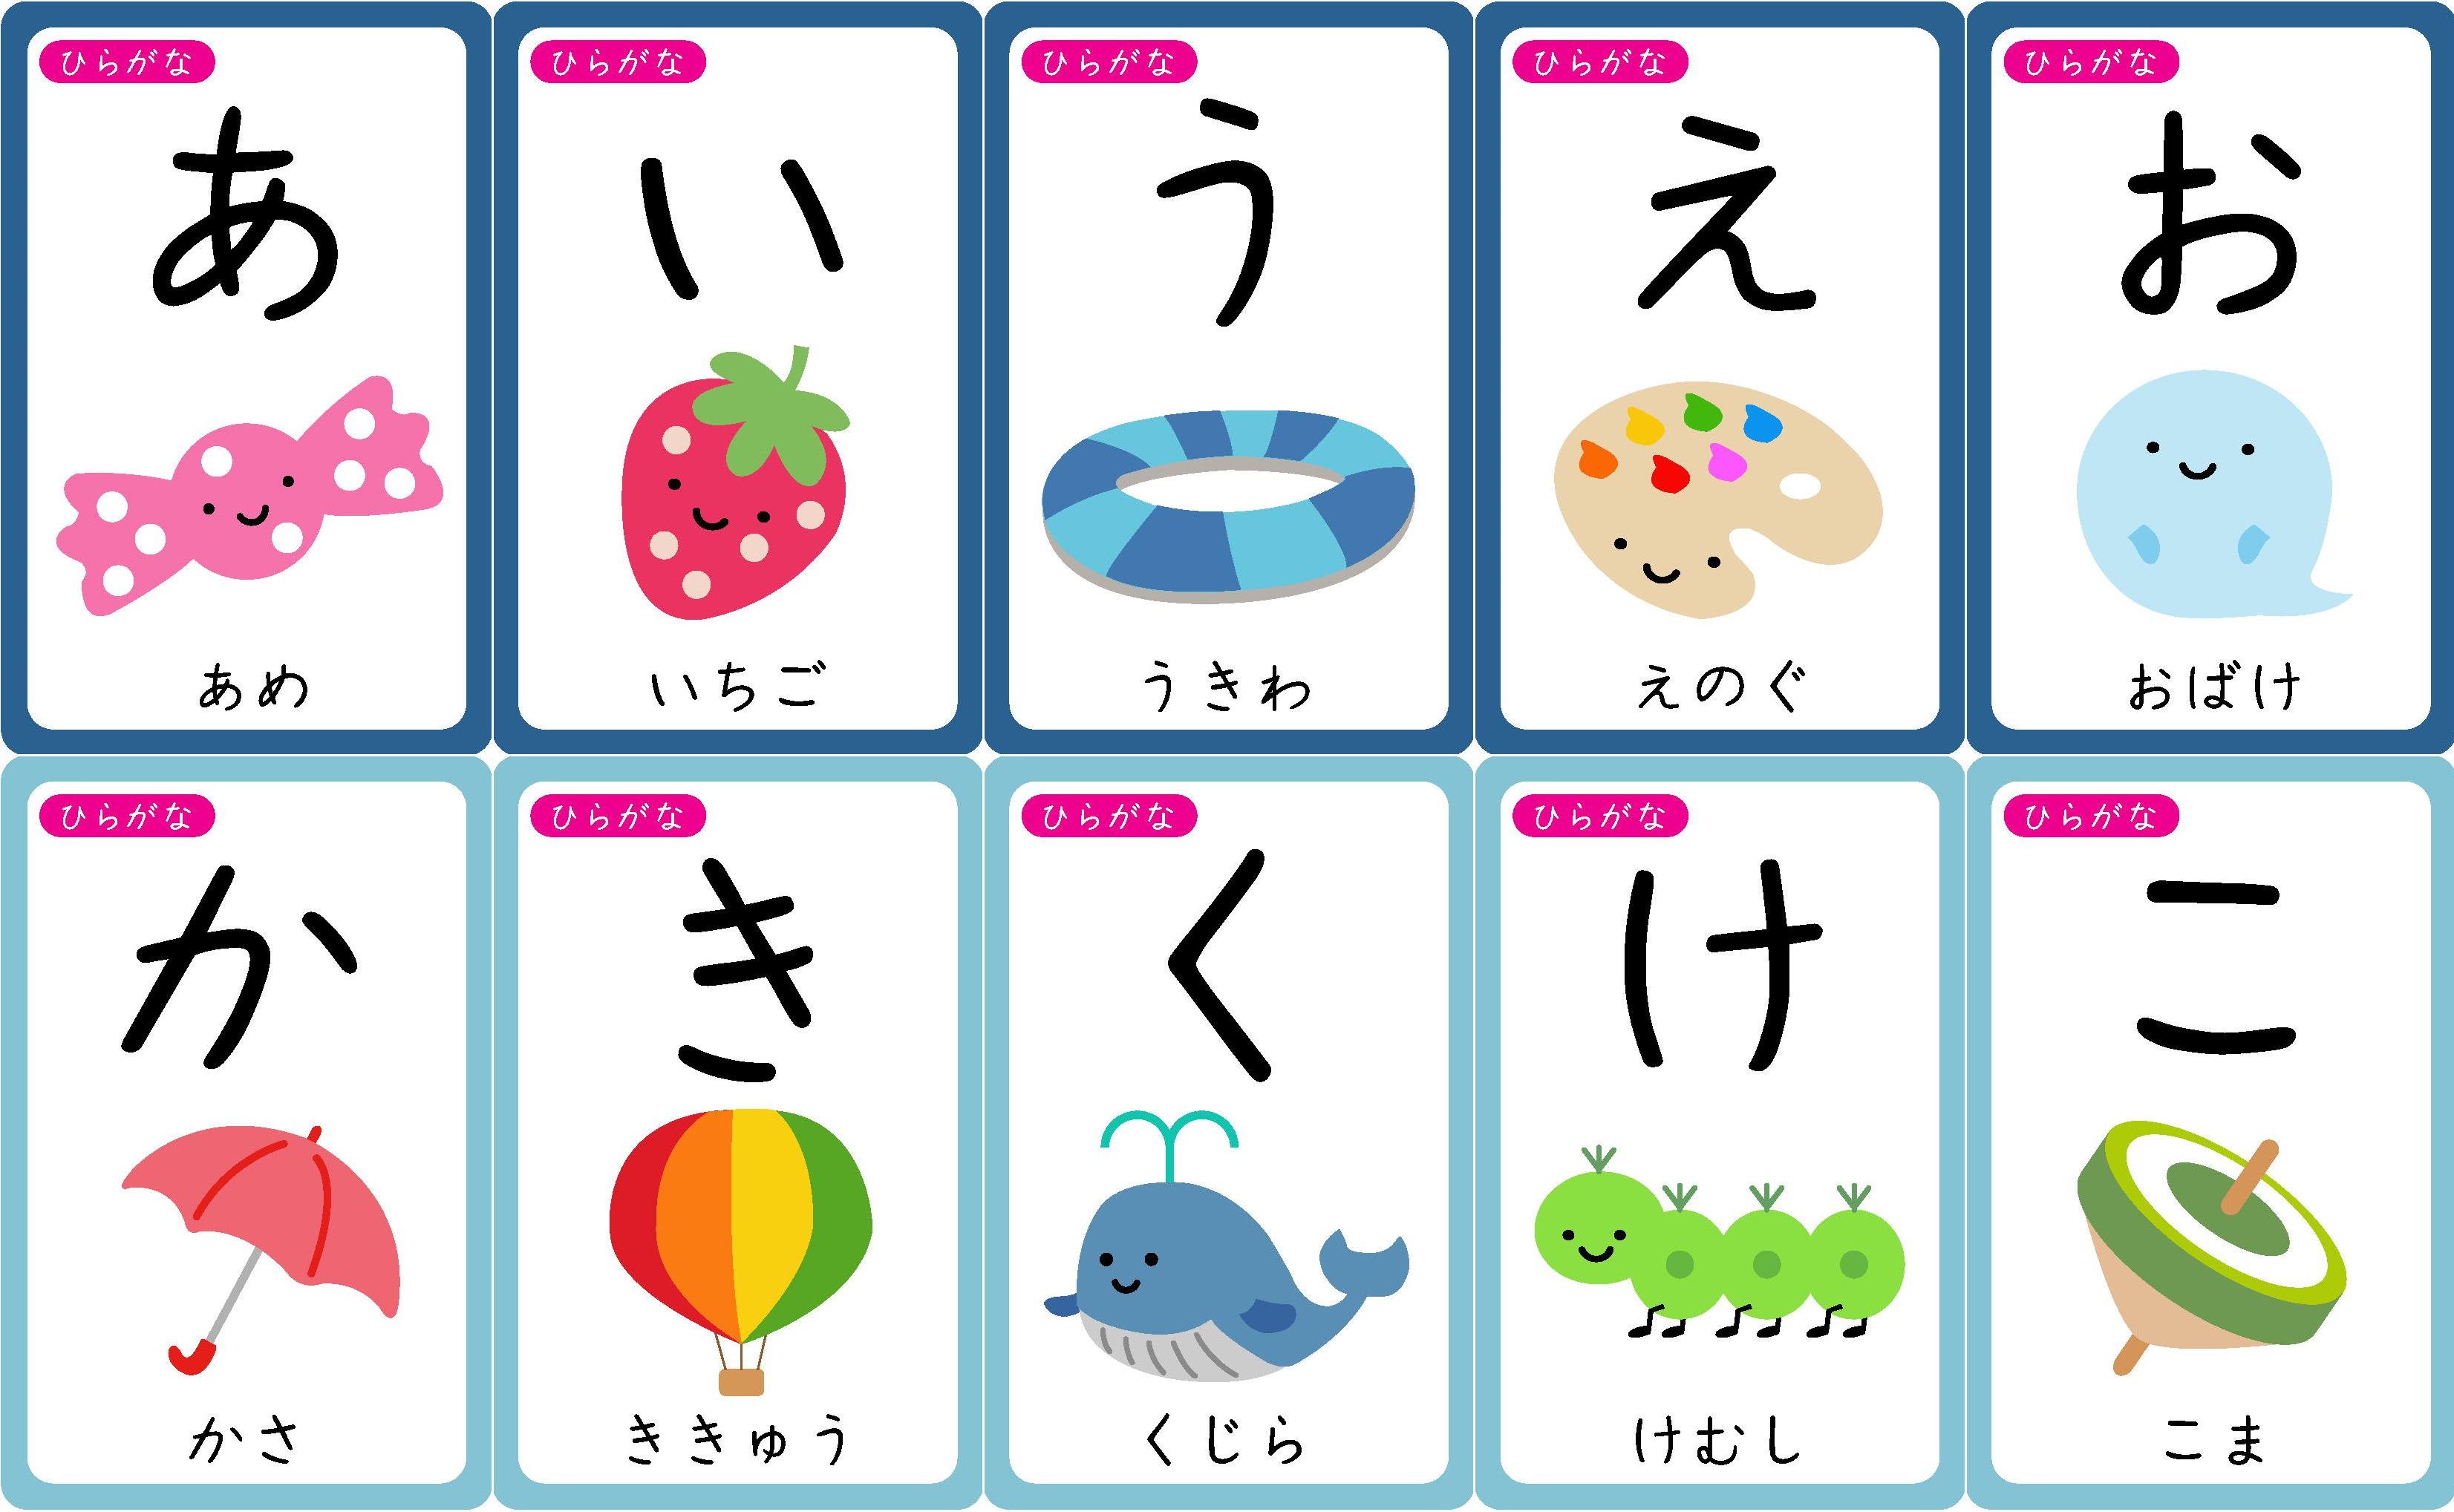 ひらがな
あ
あめ
ひらがな
い
いちご
ひらがな
う
うきわ
ひらがな
え
えのぐ
ひらがな
お
おばけ
ひらがな
か
かさ
ひらがな
き
ききゅう
ひらがな
く
くじら
ひらがな
け
けむし
ひらがな
こ
こま